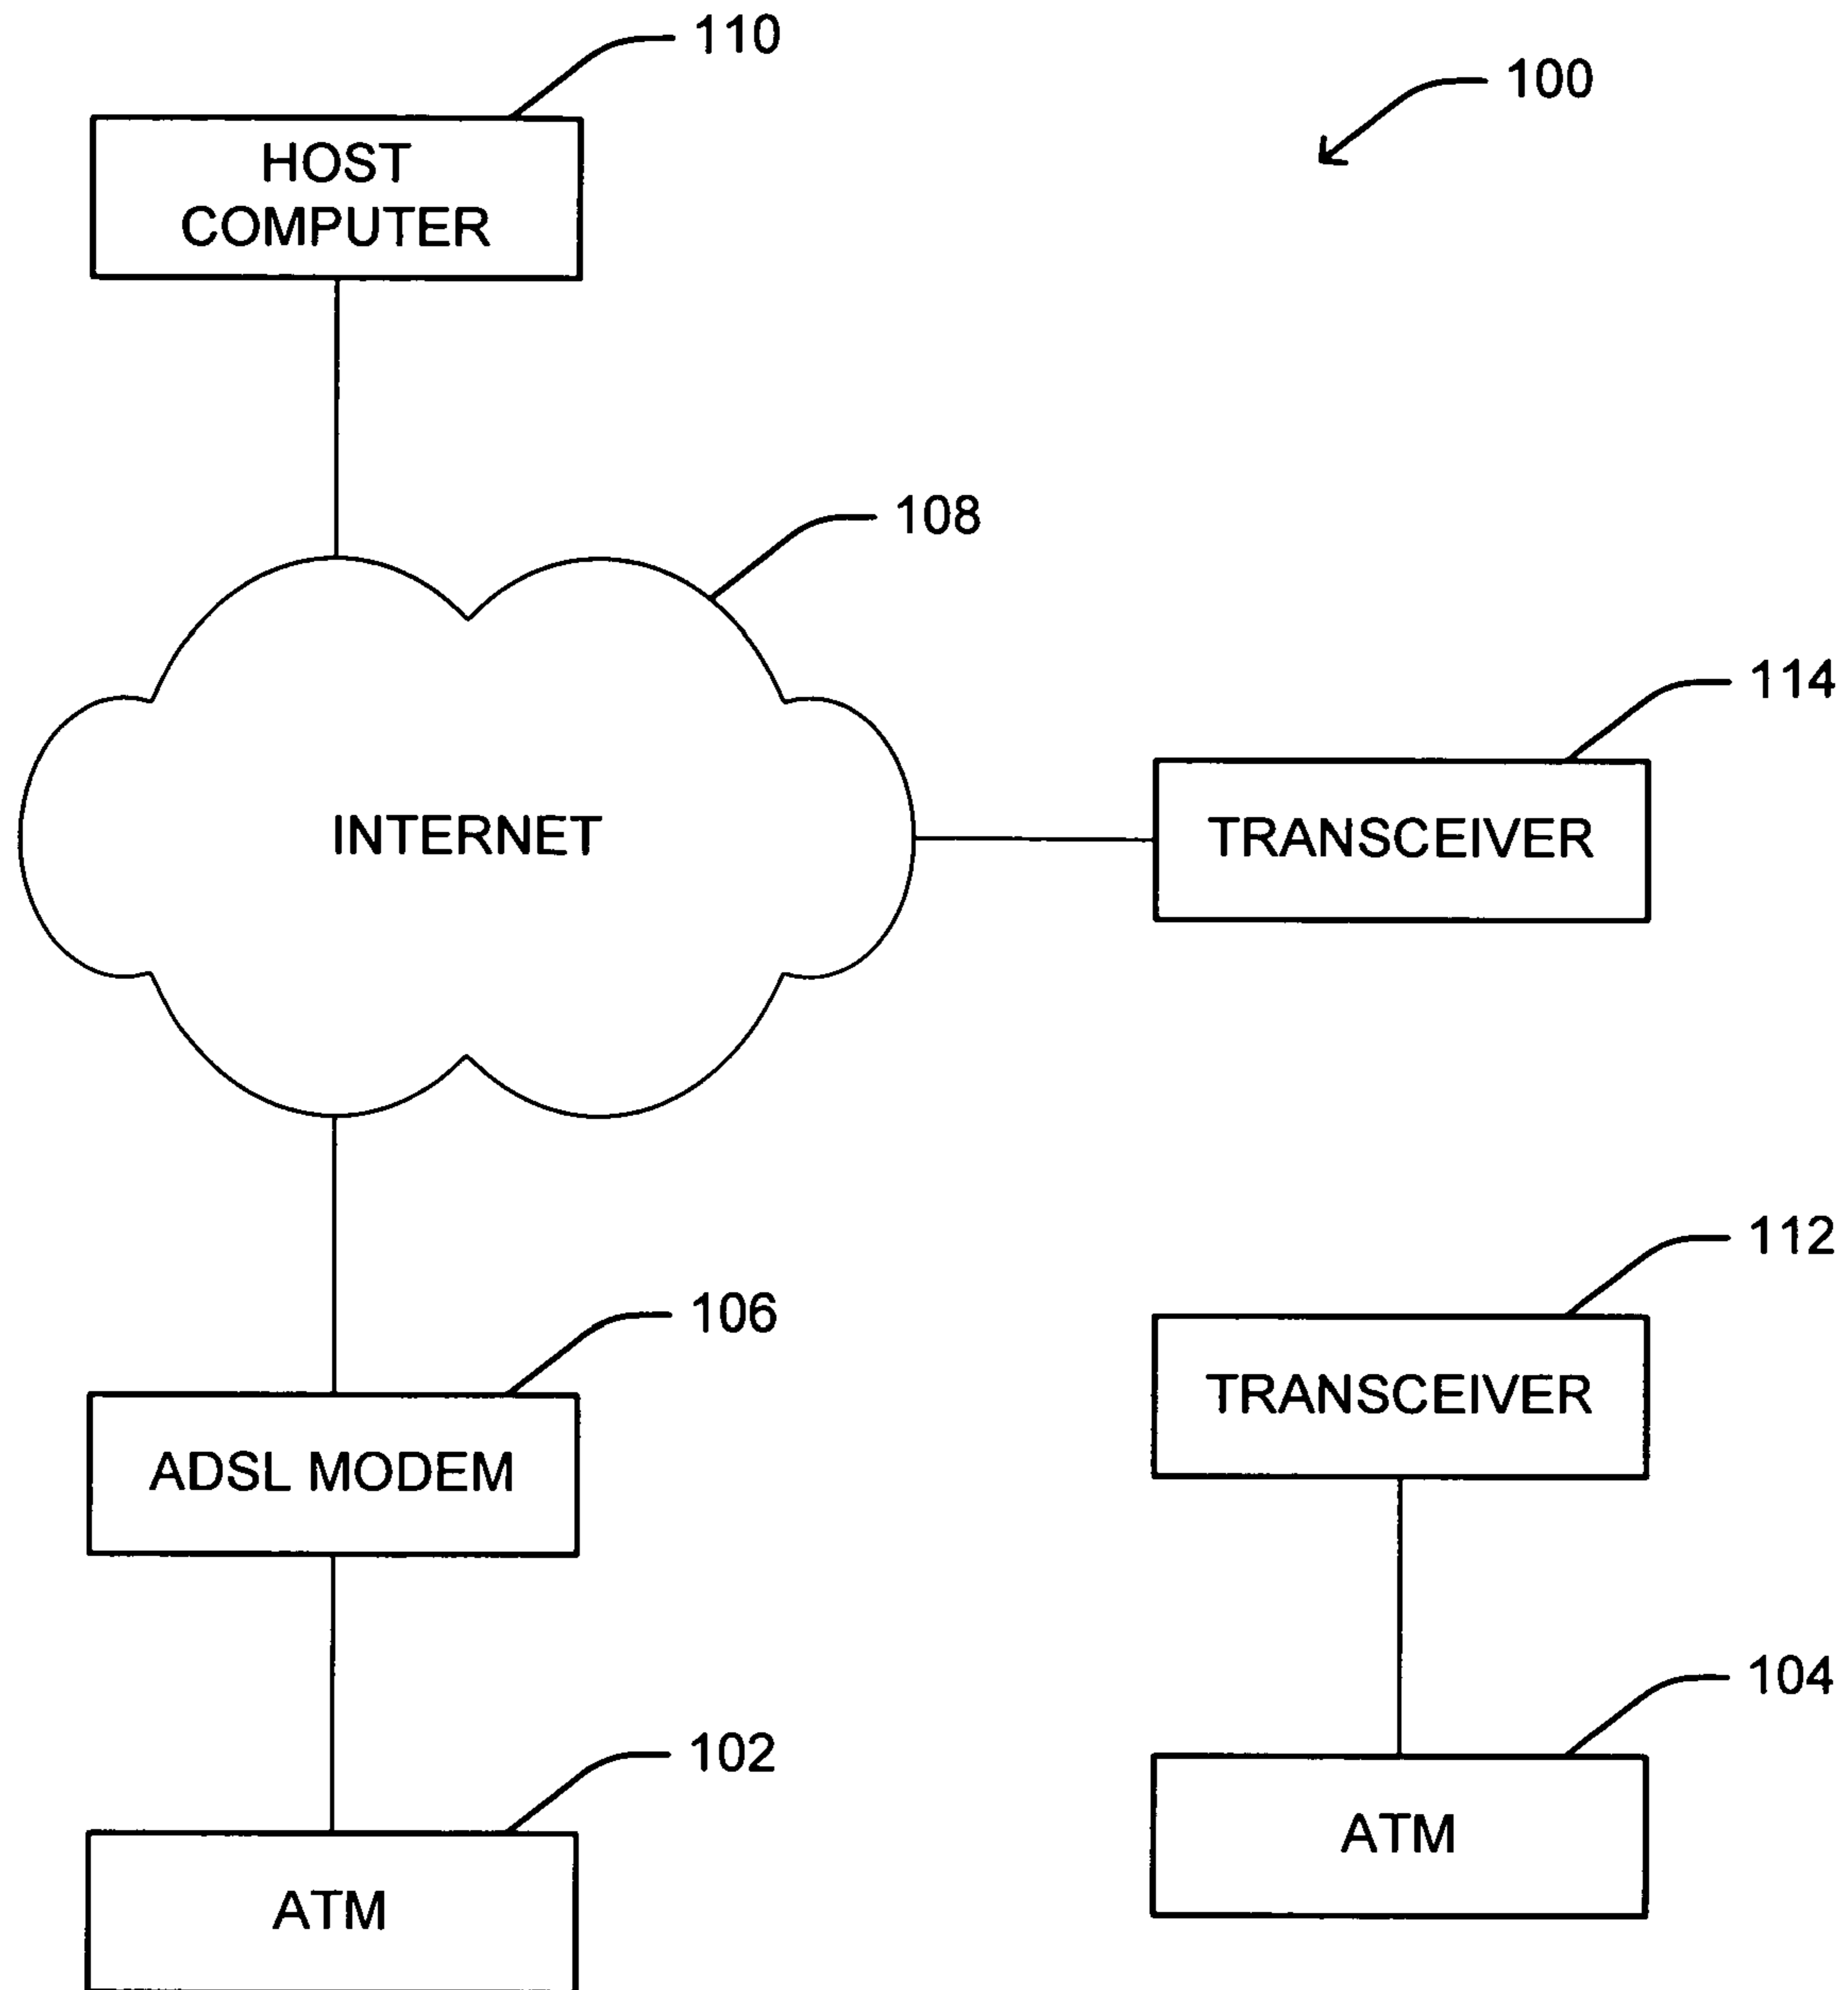 110
100
HOST
COMPUTER
108
114
INTERNET
TRANSCEIVER
112
106
TRANSCEIVER
ADSL MODEM
104
102
ATM
ATM